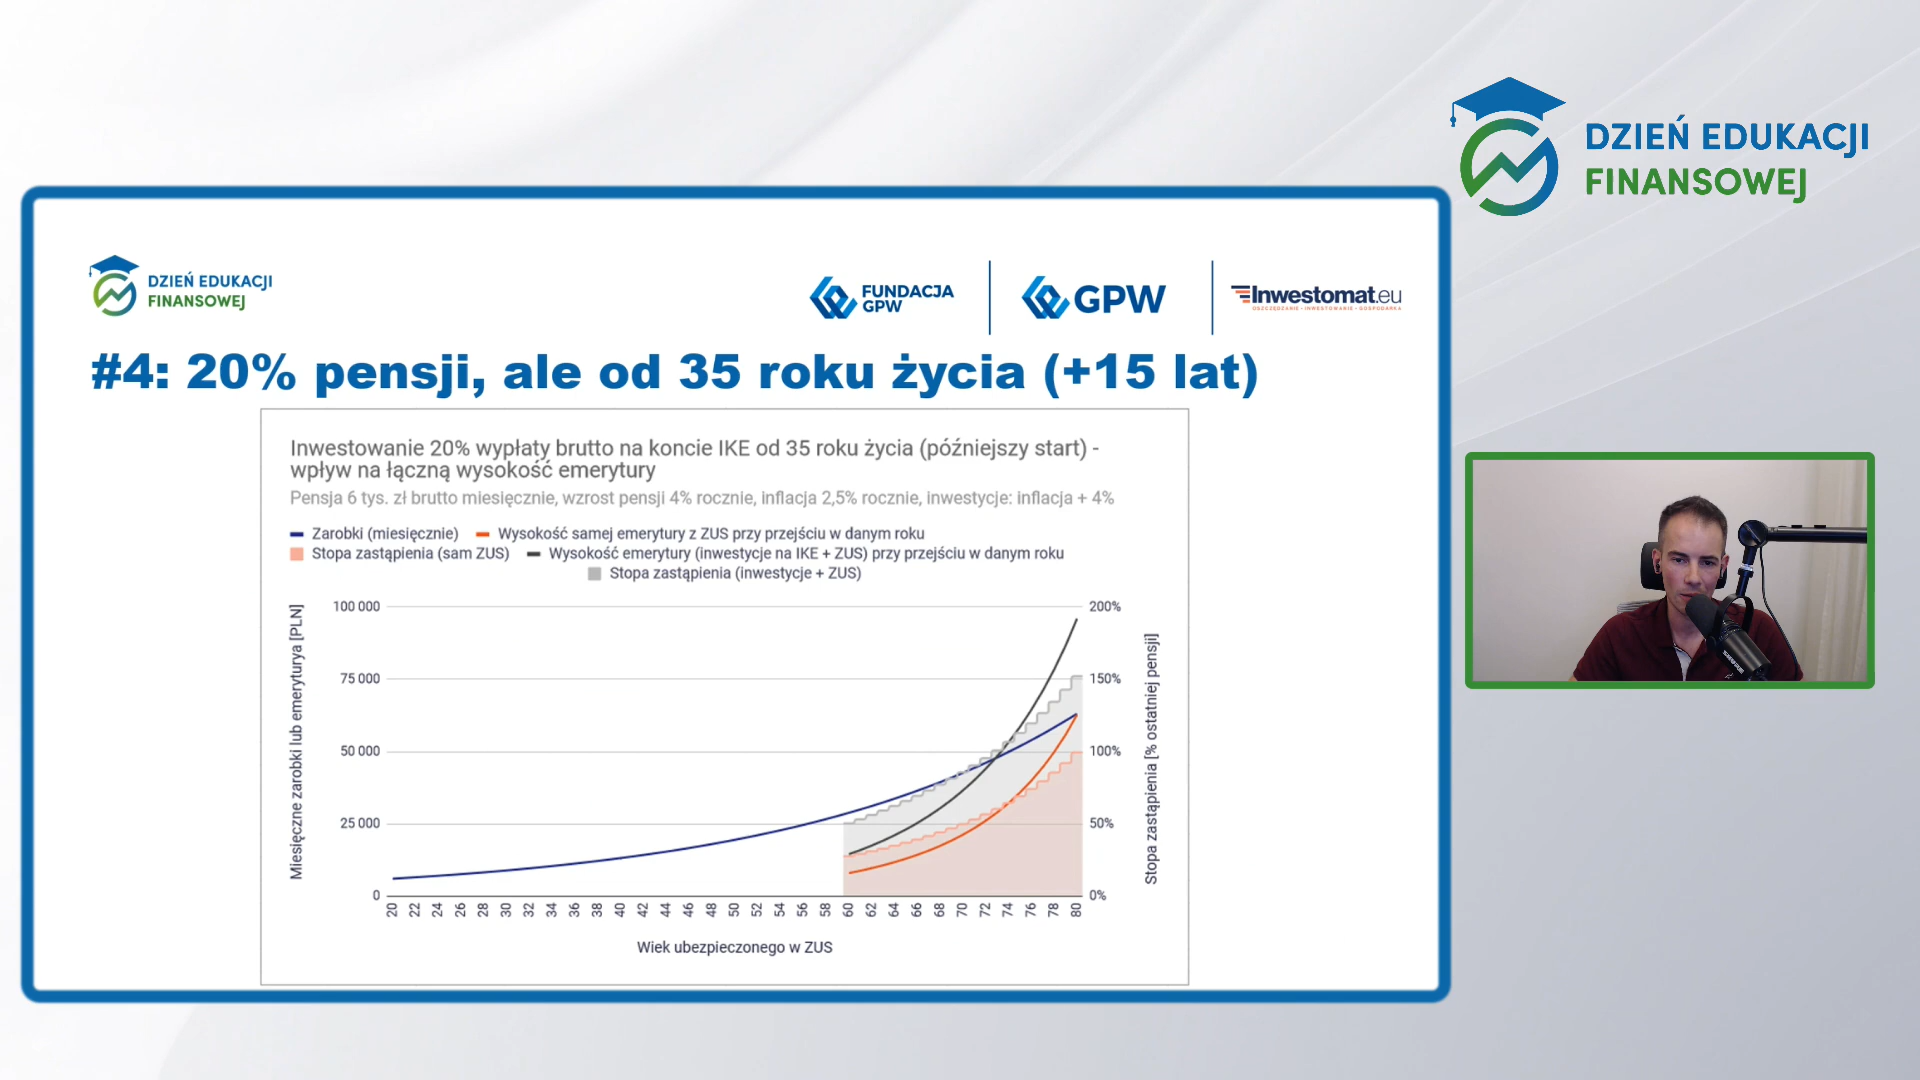 DZIEŃ EDUKACJI
FINANSOWEJ
DZIEŃ EDUKACJI
FINANSOWEJ
FUNDACJA
GPW
GPW
Inwestomat.eu
OSZCZĘDZANIE • INWESTOWANIE • GOSPODARKA
#4: 20% pensji, ale od 35 roku życia (+15 lat)
Inwestowanie 20% wypłaty brutto na koncie IKE od 35 roku życia (późniejszy start) -
wpływ na łączną wysokość emerytury
Pensja 6 tys. zł brutto miesięcznie, wzrost pensji 4% rocznie, inflacja 2,5% rocznie, inwestycje: inflacja + 4%
Zarobki (miesięcznie) Wysokość samej emerytury z ZUS przy przejściu w danym roku
Stopa zastąpienia (sam ZUS) Wysokość emerytury (inwestycje na IKE + ZUS) przy przejściu w danym roku
Stopa zastąpienia (inwestycje + ZUS)
Miesięczne zarobki lub emerytura [PLN]
100 000
75 000
50 000
25 000
0
200%
150%
100%
50%
0%
Stopa zastąpienia [% ostatniej pensji]
20 22 24 26 28 30 32 34 36 38 40 42 44 46 48 50 52 54 56 58 60 62 64 66 68 70 72 74 76 78 80
Wiek ubezpieczonego w ZUS
SHURE